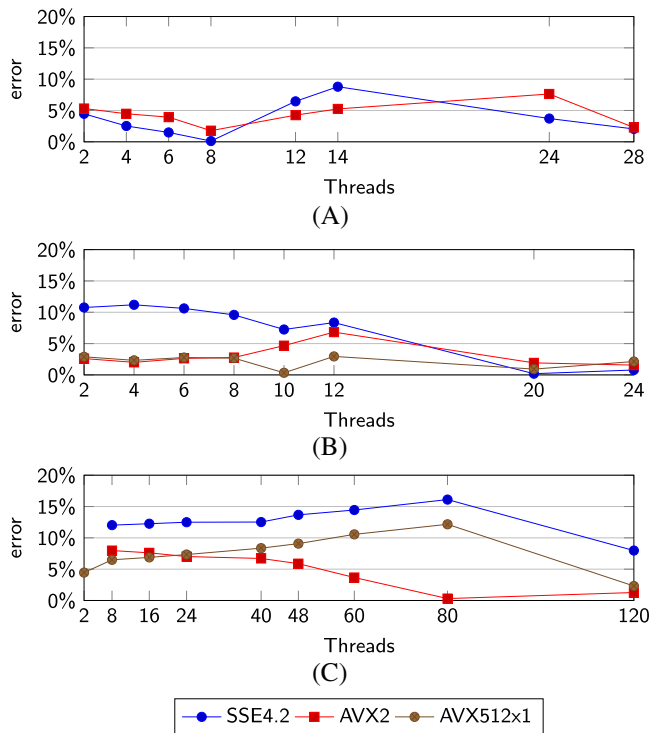 20%
15%
10%
5%
0%
error
2 4 6 8 12 14 24 28
Threads
(A)
20%
15%
10%
5%
0%
error
2 4 6 8 10 12 20 24
Threads
(B)
20%
15%
10%
5%
0%
error
2 8 16 24 40 48 60 80 120
Threads
(C)
SSE4.2 AVX2 AVX512x1